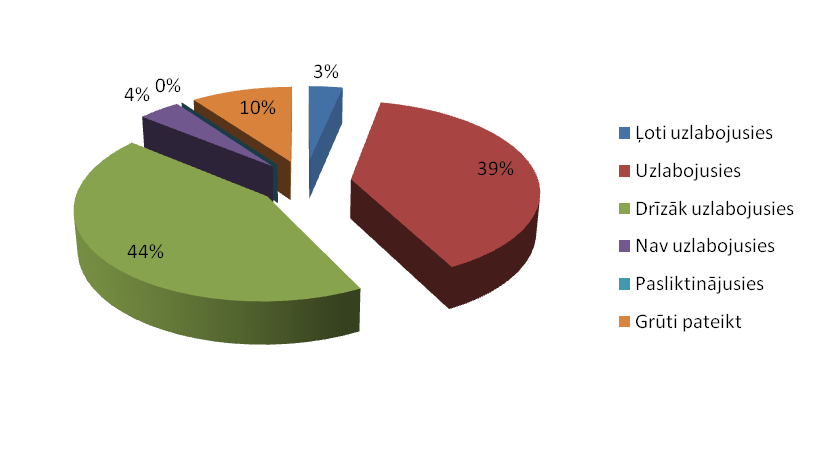 3%
0%
4%
10%
39%
44%
Ļoti uzlabojusies
Uzlabojusies
Drīzāk uzlabojusies
Nav uzlabojusies
Pasliktinājusies
Grūti pateikt